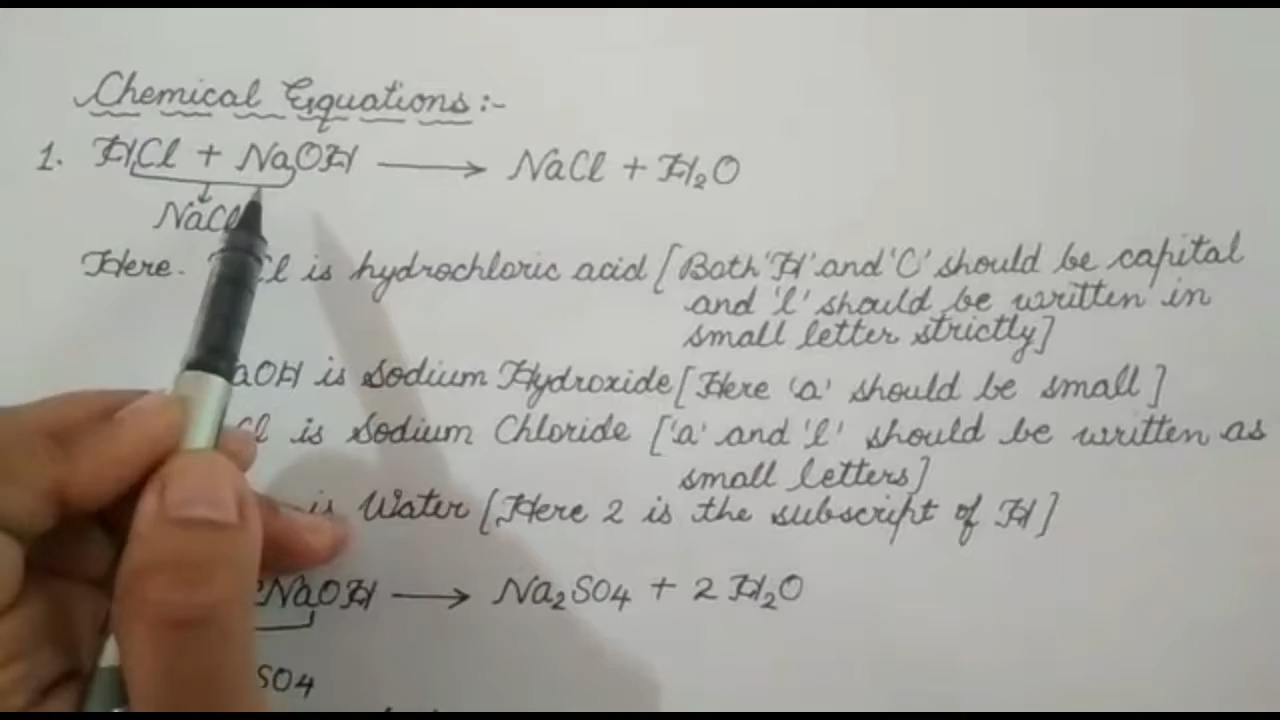 Chemical Equations :-
1. HCl + NaOH ⟶ NaCl + H₂O
NaCl
Here. Cl is hydrochloric acid [Both 'H' and 'C' should be capital
and 'l' should be written in
small letter strictly]
aOH is Sodium Hydroxide [Here 'a' should be small]
Cl is Sodium Chloride ['a' and 'l' should be written as
small letters]
is Water [Here 2 is the subscript of H]
NaOH ⟶ Na₂SO₄ + 2 H₂O
SO₄